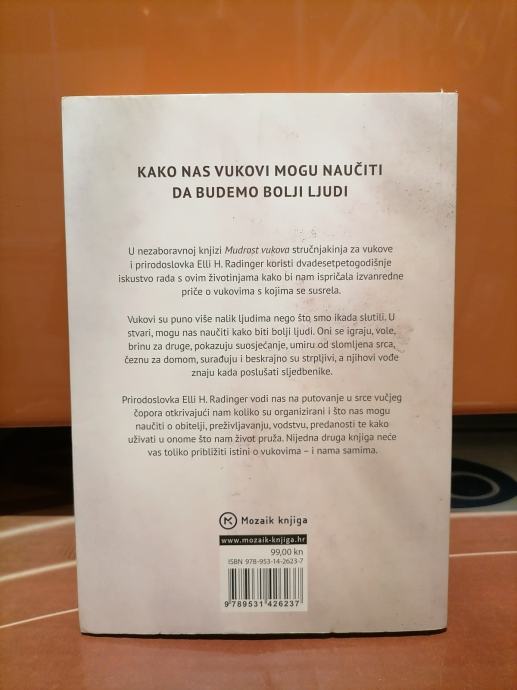 KAKO NAS VUKOVI MOGU NAUČITI
DA BUDEMO BOLJI LJUDI
U nezaboravnoj knjizi Mudrost vukova stručnjakinja za vukove
i prirodoslovka Elli H. Radinger koristi dvadesetpetogodišnje
iskustvo rada s ovim životinjama kako bi nam ispričala izvanredne
priče o vukovima s kojima se susrela.
Vukovi su puno više nalik ljudima nego što smo ikada slutili. U
stvari, mogu nas naučiti kako biti bolji ljudi. Oni se igraju, vole,
brinu za druge, pokazuju suosjećanje, umiru od slomljena srca,
čeznu za domom, surađuju i beskrajno su strpljivi, a njihovi vođe
znaju kada poslušati sljedbenike.
Prirodoslovka Elli H. Radinger vodi nas na putovanje u srce vučjeg
čopora otkrivajući nam koliko su organizirani i što nas mogu
naučiti o obitelji, preživljavanju, vodstvu, predanosti te kako
uživati u onome što nam život pruža. Nijedna druga knjiga neće
vas toliko približiti istini o vukovima – i nama samima.
Mozaik knjiga
www.mozaik-knjiga.hr
99,00 kn
ISBN 978-953-14-2623-7
9 789531 426237